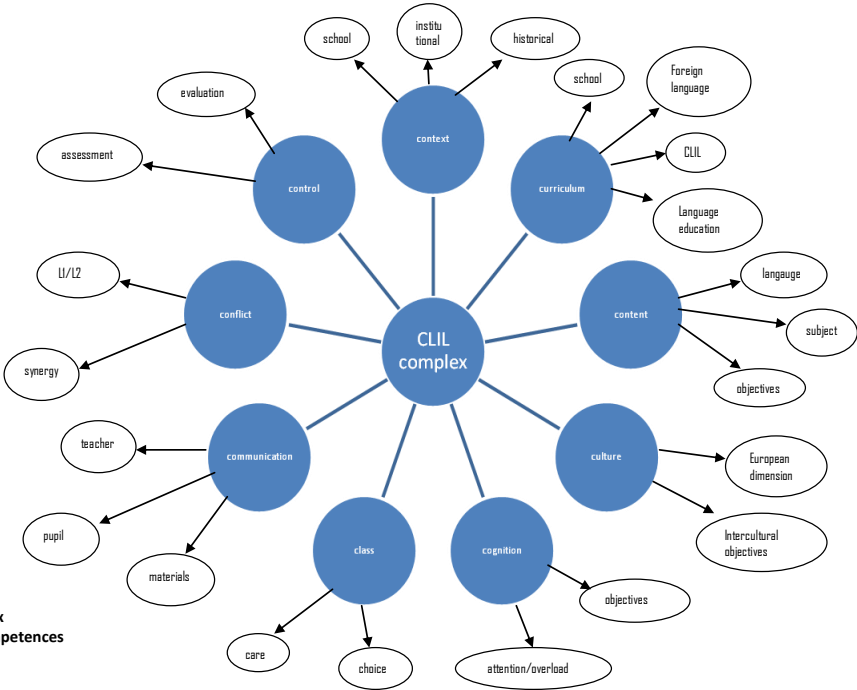 school
institu
tional
historical
school
Foreign
language
evaluation
context
assessment
CLIL
control
curriculum
Language
education
L1/L2
langauge
conflict
content
subject
CLIL
complex
synergy
objectives
teacher
communication
culture
European
dimension
pupil
Intercultural
objectives
class
cognition
materials
objectives
x
petences
care
choice
attention/overload